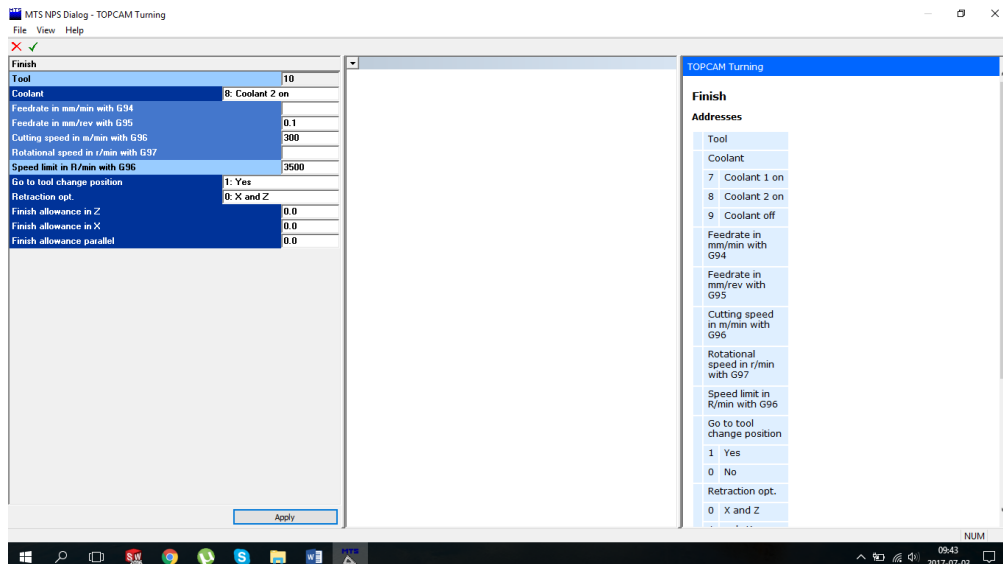 MTS NPS Dialog - TOPCAM Turning
File View Help
Finish
Tool 10
Coolant 8: Coolant 2 on
Feedrate in mm/min with G94
Feedrate in mm/rev with G95 0.1
Cutting speed in m/min with G96 300
Rotational speed in r/min with G97
Speed limit in R/min with G96 3500
Go to tool change position 1: Yes
Retraction opt. 0: X and Z
Finish allowance in Z 0.0
Finish allowance in X 0.0
Finish allowance parallel 0.0
Apply
TOPCAM Turning
Finish
Addresses
Tool
Coolant
7 Coolant 1 on
8 Coolant 2 on
9 Coolant off
Feedrate in
mm/min with
G94
Feedrate in
mm/rev with
G95
Cutting speed
in m/min with
G96
Rotational
speed in r/min
with G97
Speed limit in
R/min with G96
Go to tool
change position
1 Yes
0 No
Retraction opt.
0 X and Z
NUM
MTS
09:43
2017-07-03